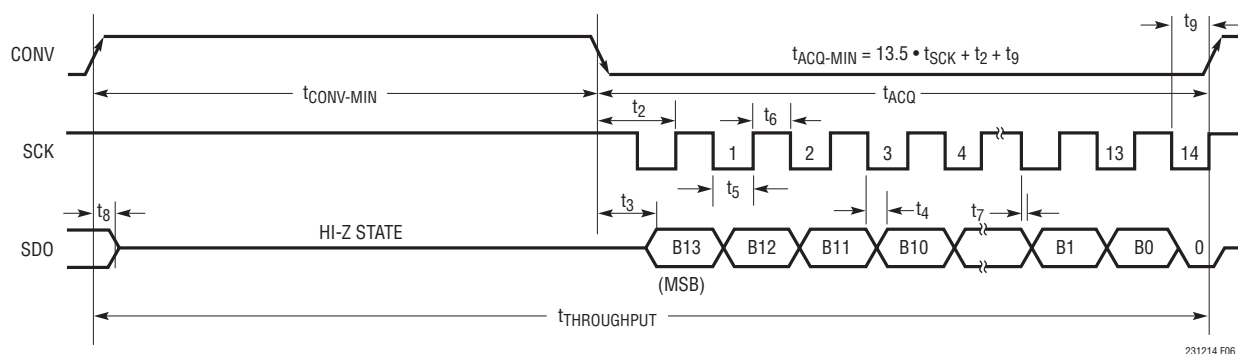 t9
CONV
tACQ-MIN = 13.5 • tSCK + t2 + t9
tCONV-MIN
tACQ
t2
t6
SCK
1
2
3
4
13
14
t5
t8
t3
t4
t7
HI-Z STATE
SDO
B13
B12
B11
B10
B1
B0
0
(MSB)
tTHROUGHPUT
231214 F06